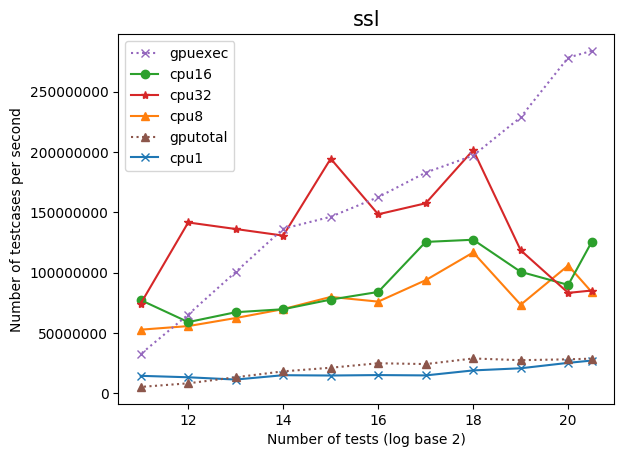 ssl
gpuexec
cpu16
cpu32
cpu8
gputotal
cpu1
Number of testcases per second
250000000
200000000
150000000
100000000
50000000
0
12 14 16 18 20
Number of tests (log base 2)